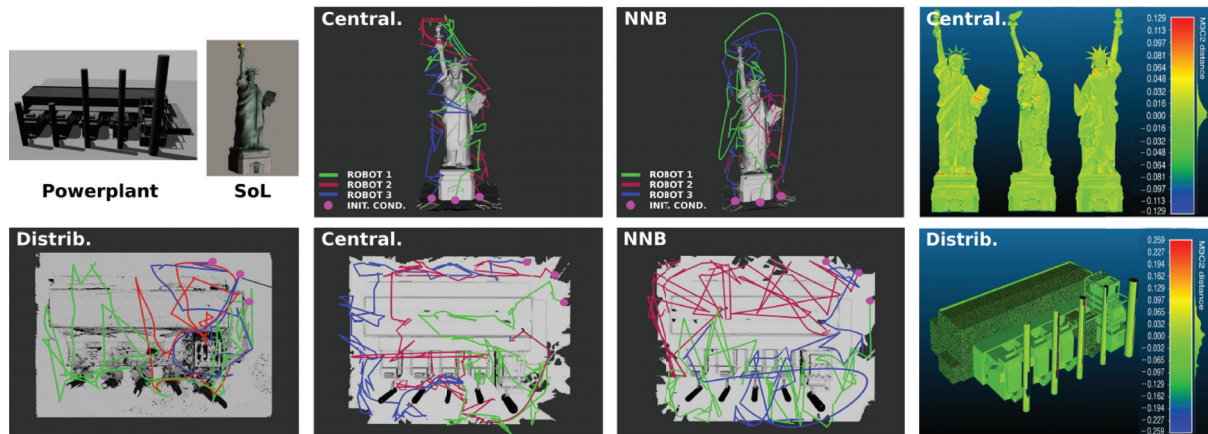 Powerplant
SoL
Central.
ROBOT 1
ROBOT 2
ROBOT 3
INIT. COND.
NNB
ROBOT 1
ROBOT 2
ROBOT 3
INIT. COND.
Central.
0.129
0.113
0.097
0.081
0.064
0.048
0.032
0.016
0.000
-0.016
-0.032
-0.048
-0.064
-0.081
-0.097
-0.113
-0.129
M3C2 distance
Distrib.
Central.
NNB
Distrib.
0.259
0.227
0.194
0.162
0.129
0.097
0.065
0.032
-0.000
-0.032
-0.065
-0.097
-0.129
-0.162
-0.194
-0.227
-0.259
M3C2 distance